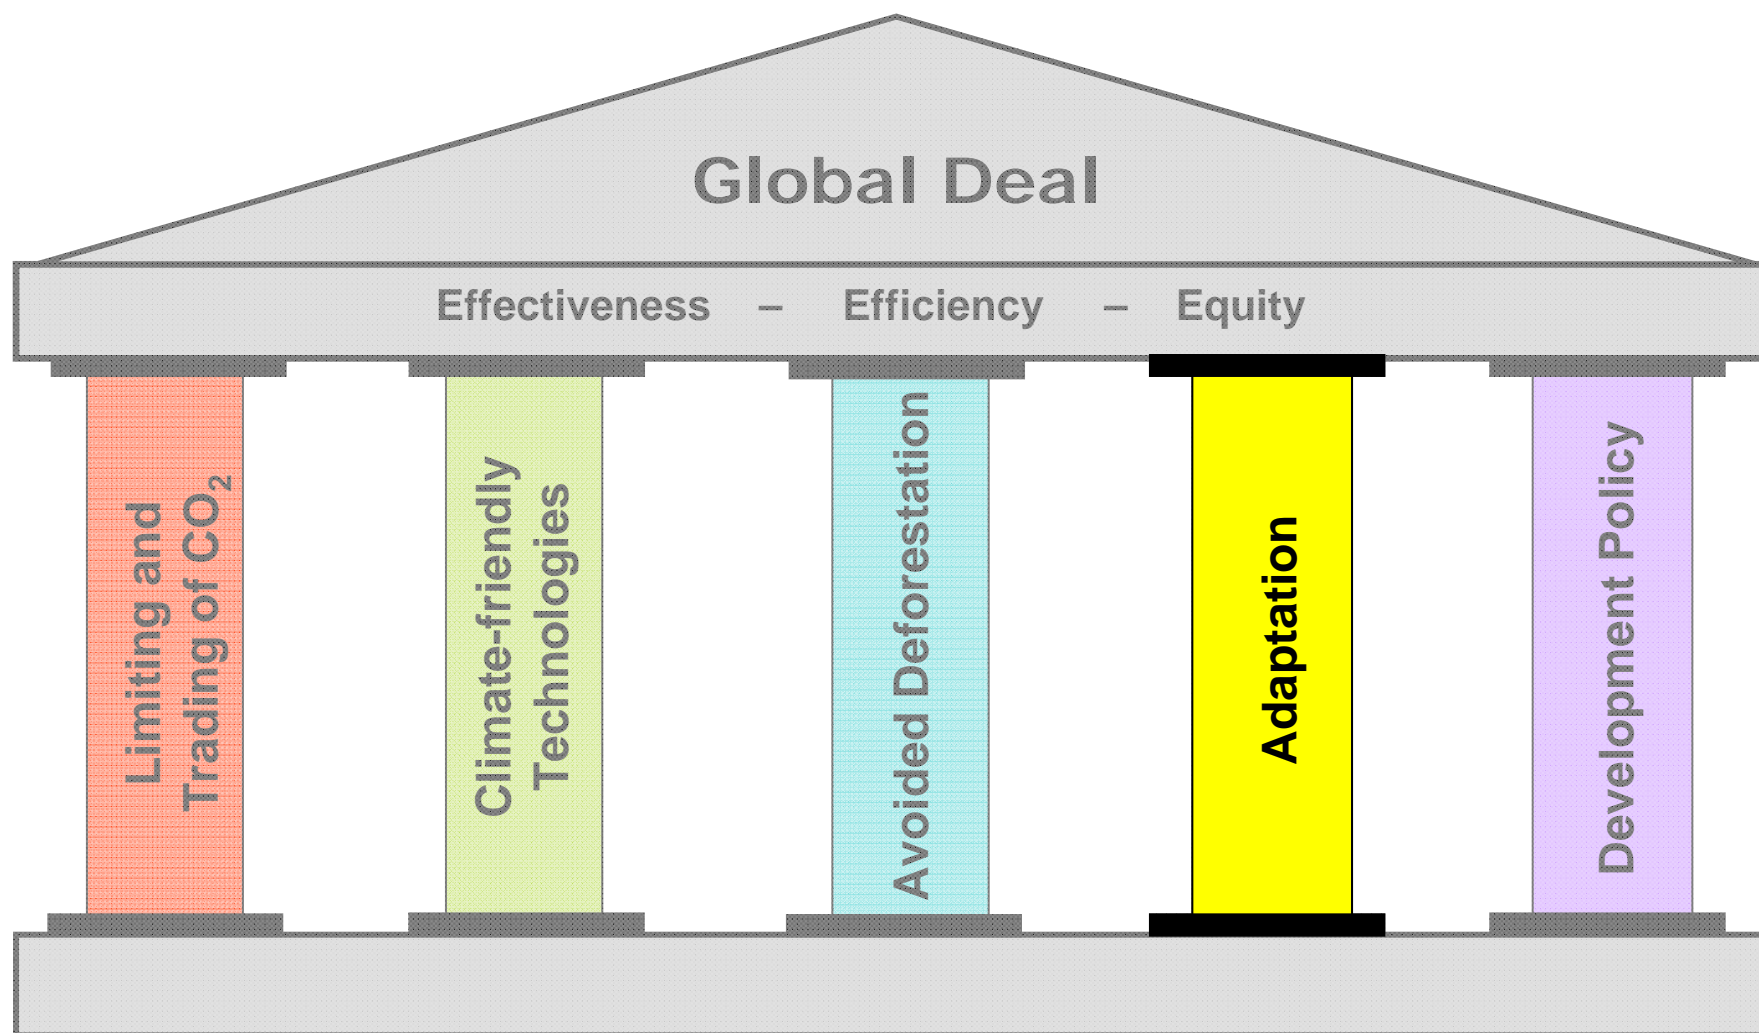 Global Deal
Effectiveness – Efficiency – Equity
Limiting and
Trading of CO₂
Climate-friendly
Technologies
Avoided Deforestation
Adaptation
Development Policy